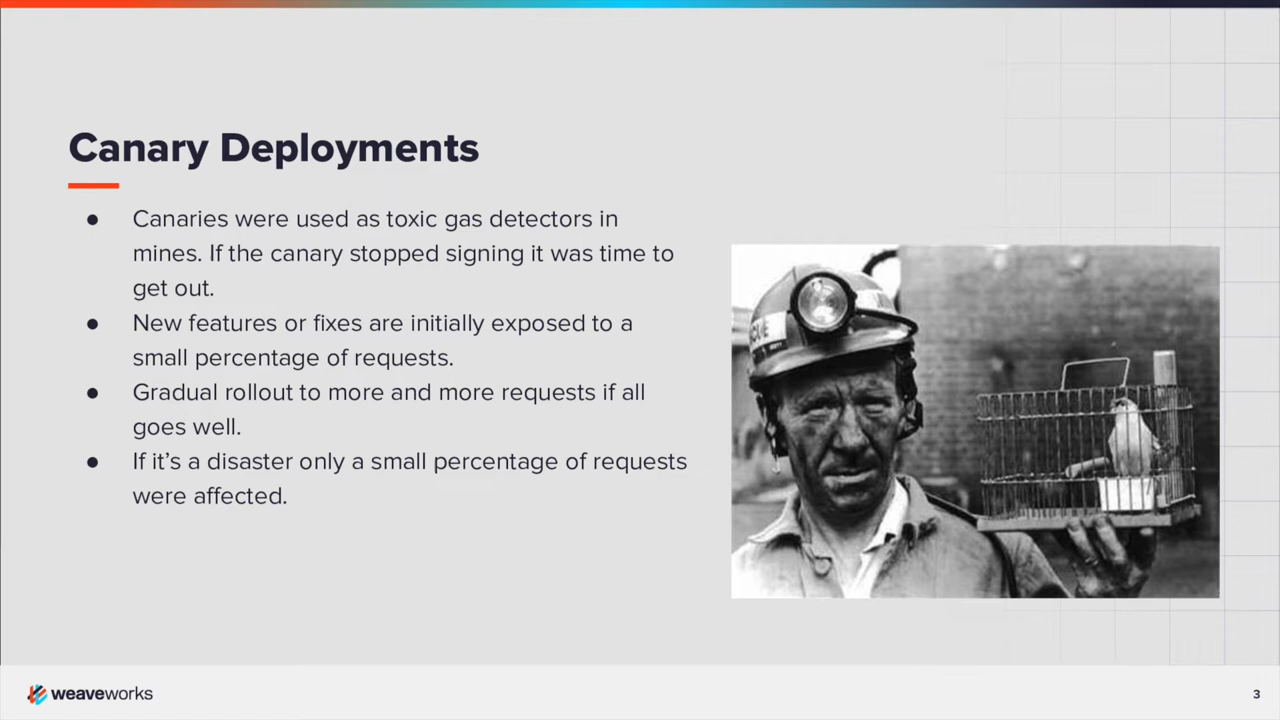 Canary Deployments
● Canaries were used as toxic gas detectors in
mines. If the canary stopped signing it was time to
get out.
● New features or fixes are initially exposed to a
small percentage of requests.
● Gradual rollout to more and more requests if all
goes well.
● If it’s a disaster only a small percentage of requests
were affected.
weaveworks
3